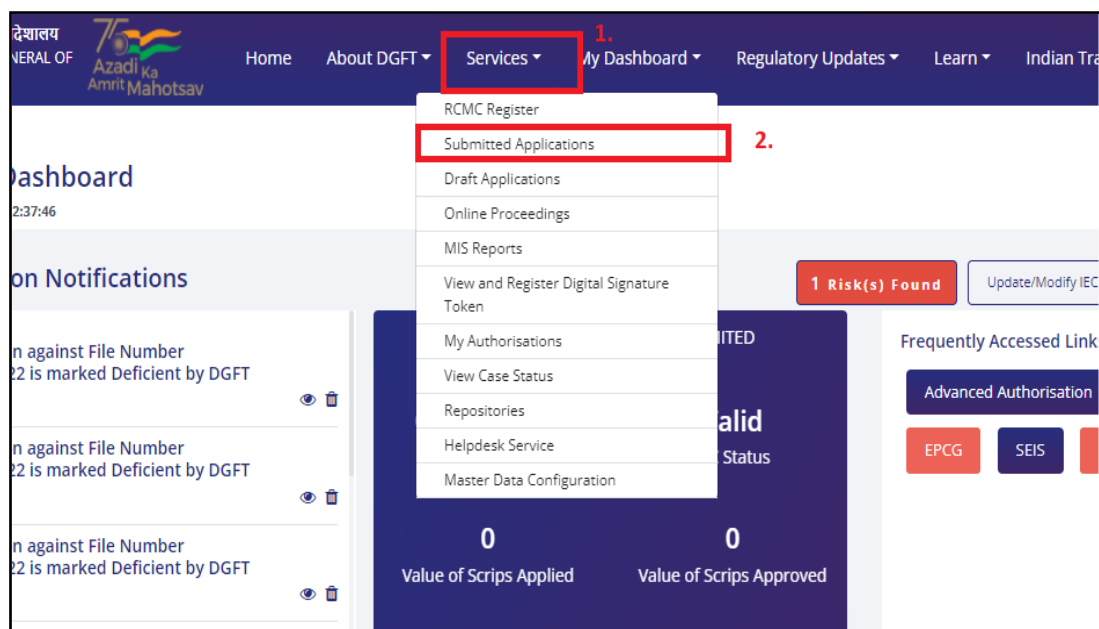 देशालय
NERAL OF
75
Azadi Ka
Amrit Mahotsav
Home About DGFT Services My Dashboard Regulatory Updates Learn Indian Tra
1.
RCMC Register
Submitted Applications
2.
Draft Applications
Online Proceedings
MIS Reports
View and Register Digital Signature
Token
My Authorisations
View Case Status
Repositories
Helpdesk Service
Master Data Configuration
Dashboard
2:37:46
on Notifications
1 Risk(s) Found
Update/Modify IEC
n against File Number
22 is marked Deficient by DGFT
n against File Number
22 is marked Deficient by DGFT
n against File Number
22 is marked Deficient by DGFT
ITED
alid
Status
0
Value of Scrips Applied
0
Value of Scrips Approved
Frequently Accessed Link
Advanced Authorisation
EPCG
SEIS